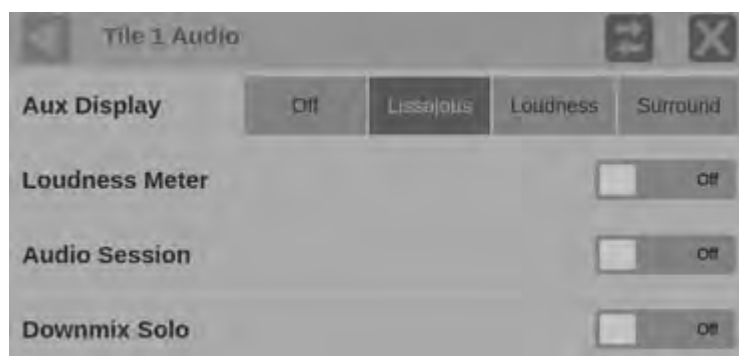 Tile 1 Audio
Aux Display Off Lissajous Loudness Surround
Loudness Meter Off
Audio Session Off
Downmix Solo Off